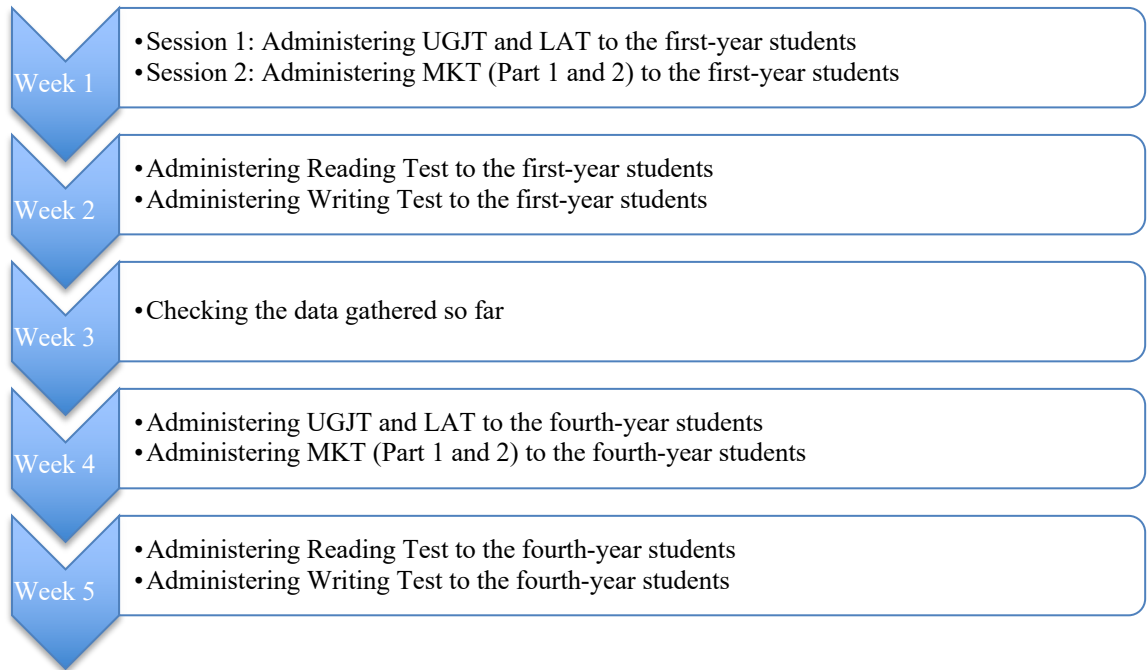 Week 1
•Session 1: Administering UGJT and LAT to the first-year students
•Session 2: Administering MKT (Part 1 and 2) to the first-year students
Week 2
•Administering Reading Test to the first-year students
•Administering Writing Test to the first-year students
Week 3
•Checking the data gathered so far
Week 4
•Administering UGJT and LAT to the fourth-year students
•Administering MKT (Part 1 and 2) to the fourth-year students
Week 5
•Administering Reading Test to the fourth-year students
•Administering Writing Test to the fourth-year students